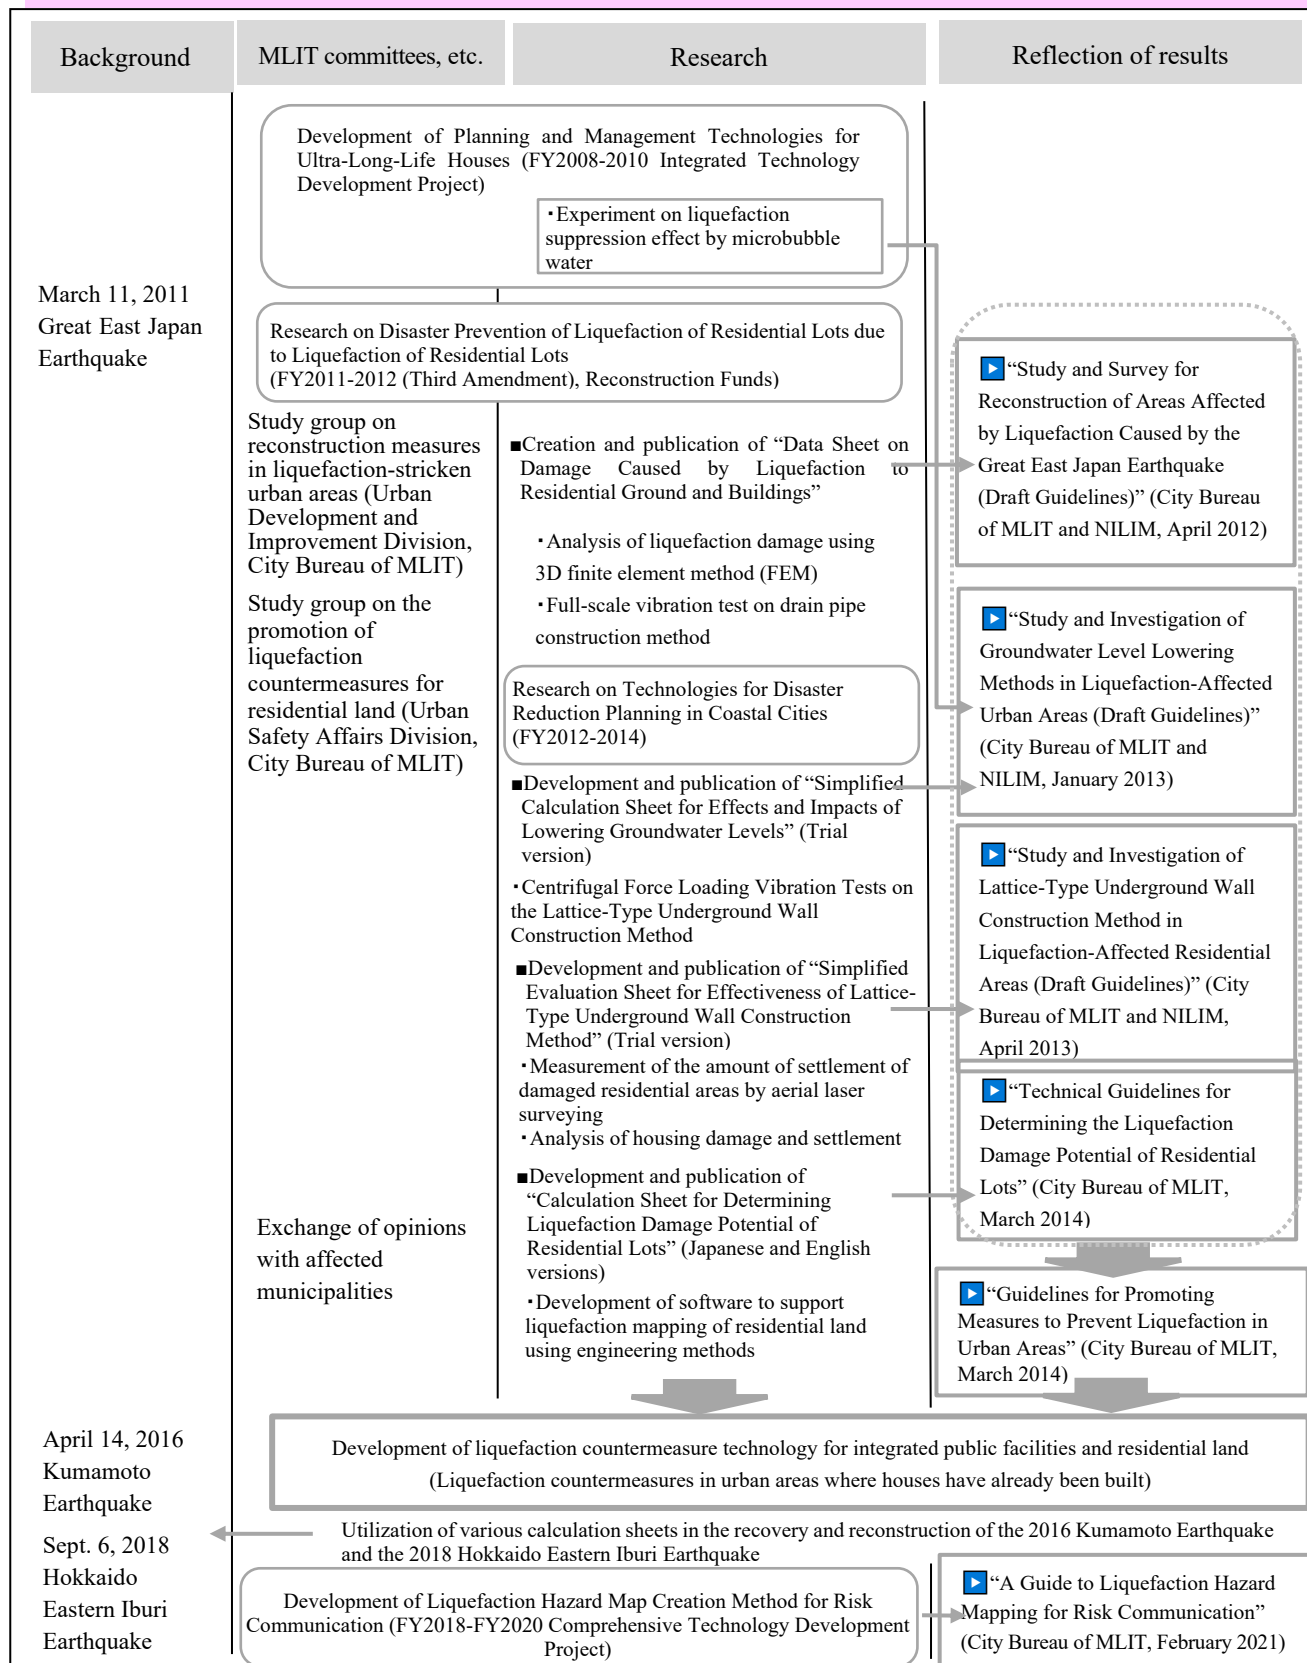 Background
MLIT committees, etc.
Research
Reflection of results
Development of Planning and Management Technologies for
Ultra-Long-Life Houses (FY2008-2010 Integrated Technology
Development Project)
・Experiment on liquefaction
suppression effect by microbubble
water
March 11, 2011
Great East Japan
Earthquake
Research on Disaster Prevention of Liquefaction of Residential Lots due
to Liquefaction of Residential Lots
(FY2011-2012 (Third Amendment), Reconstruction Funds)
Study group on
reconstruction measures
in liquefaction-stricken
urban areas (Urban
Development and
Improvement Division,
City Bureau of MLIT)
Study group on the
promotion of
liquefaction
countermeasures for
residential land (Urban
Safety Affairs Division,
City Bureau of MLIT)
Exchange of opinions
with affected
municipalities
■Creation and publication of “Data Sheet on
Damage Caused by Liquefaction to
Residential Ground and Buildings”
・Analysis of liquefaction damage using
3D finite element method (FEM)
・Full-scale vibration test on drain pipe
construction method
Research on Technologies for Disaster
Reduction Planning in Coastal Cities
(FY2012-2014)
■Development and publication of “Simplified
Calculation Sheet for Effects and Impacts of
Lowering Groundwater Levels” (Trial
version)
・Centrifugal Force Loading Vibration Tests on
the Lattice-Type Underground Wall
Construction Method
■Development and publication of “Simplified
Evaluation Sheet for Effectiveness of Lattice-
Type Underground Wall Construction
Method” (Trial version)
・Measurement of the amount of settlement of
damaged residential areas by aerial laser
surveying
・Analysis of housing damage and settlement
■Development and publication of
“Calculation Sheet for Determining
Liquefaction Damage Potential of
Residential Lots” (Japanese and English
versions)
・Development of software to support
liquefaction mapping of residential land
using engineering methods
▶“Study and Survey for
Reconstruction of Areas Affected
by Liquefaction Caused by the
Great East Japan Earthquake
(Draft Guidelines)” (City Bureau
of MLIT and NILIM, April 2012)
▶“Study and Investigation of
Groundwater Level Lowering
Methods in Liquefaction-Affected
Urban Areas (Draft Guidelines)”
(City Bureau of MLIT and
NILIM, January 2013)
▶“Study and Investigation of
Lattice-Type Underground Wall
Construction Method in
Liquefaction-Affected Residential
Areas (Draft Guidelines)” (City
Bureau of MLIT and NILIM,
April 2013)
▶“Technical Guidelines for
Determining the Liquefaction
Damage Potential of Residential
Lots” (City Bureau of MLIT,
March 2014)
▶“Guidelines for Promoting
Measures to Prevent Liquefaction in
Urban Areas” (City Bureau of MLIT,
March 2014)
April 14, 2016
Kumamoto
Earthquake
Development of liquefaction countermeasure technology for integrated public facilities and residential land
(Liquefaction countermeasures in urban areas where houses have already been built)
Sept. 6, 2018
Hokkaido
Eastern Iburi
Earthquake
Utilization of various calculation sheets in the recovery and reconstruction of the 2016 Kumamoto Earthquake
and the 2018 Hokkaido Eastern Iburi Earthquake
Development of Liquefaction Hazard Map Creation Method for Risk
Communication (FY2018-FY2020 Comprehensive Technology Development
Project)
▶“A Guide to Liquefaction Hazard
Mapping for Risk Communication”
(City Bureau of MLIT, February 2021)